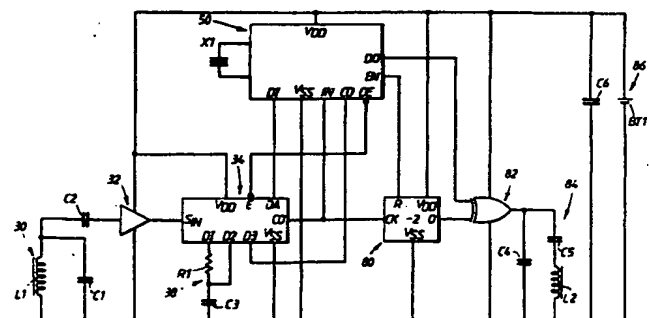 50
VDD
X1
DO
EN
DI
VSS
IN
CD
OE
86
C6
BT1
34
32
C2
VDD
E
DA
SIN
CO
D1
D2
D3
VSS
30
L1
C1
R1
38
C3
R
VDD
CK
÷2
Q
VSS
80
82
84
C4
C5
L2